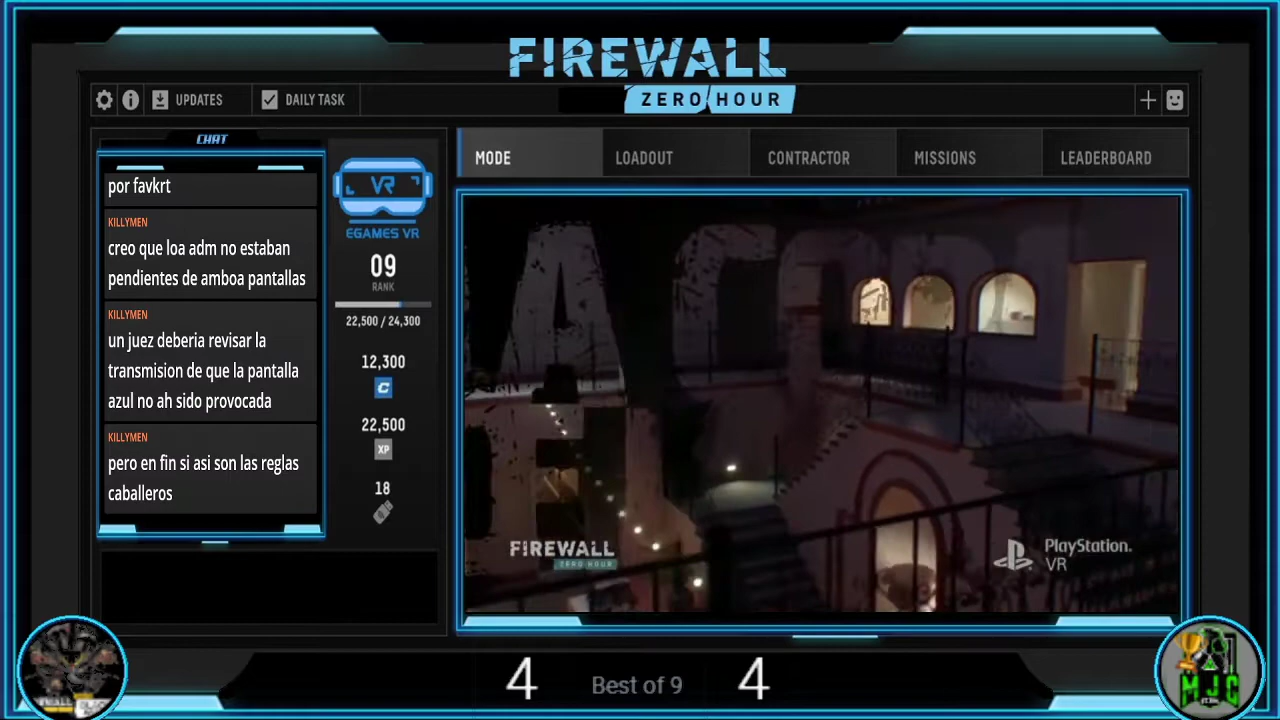 FIREWALL
ZERO HOUR
UPDATES
DAILY TASK
CHAT
por favkrt
KILLYMEN
creo que loa adm no estaban
pendientes de amboa pantallas
KILLYMEN
un juez deberia revisar la
transmision de que la pantalla
azul no ah sido provocada
KILLYMEN
pero en fin si asi son las reglas
caballeros
VR
EGAMES VR
09
RANK
22,500 / 24,300
12,300
C
22,500
XP
18
MODE
LOADOUT
CONTRACTOR
MISSIONS
LEADERBOARD
FIREWALL
ZERO HOUR
PlayStation.
VR
4
Best of 9
4
MJC